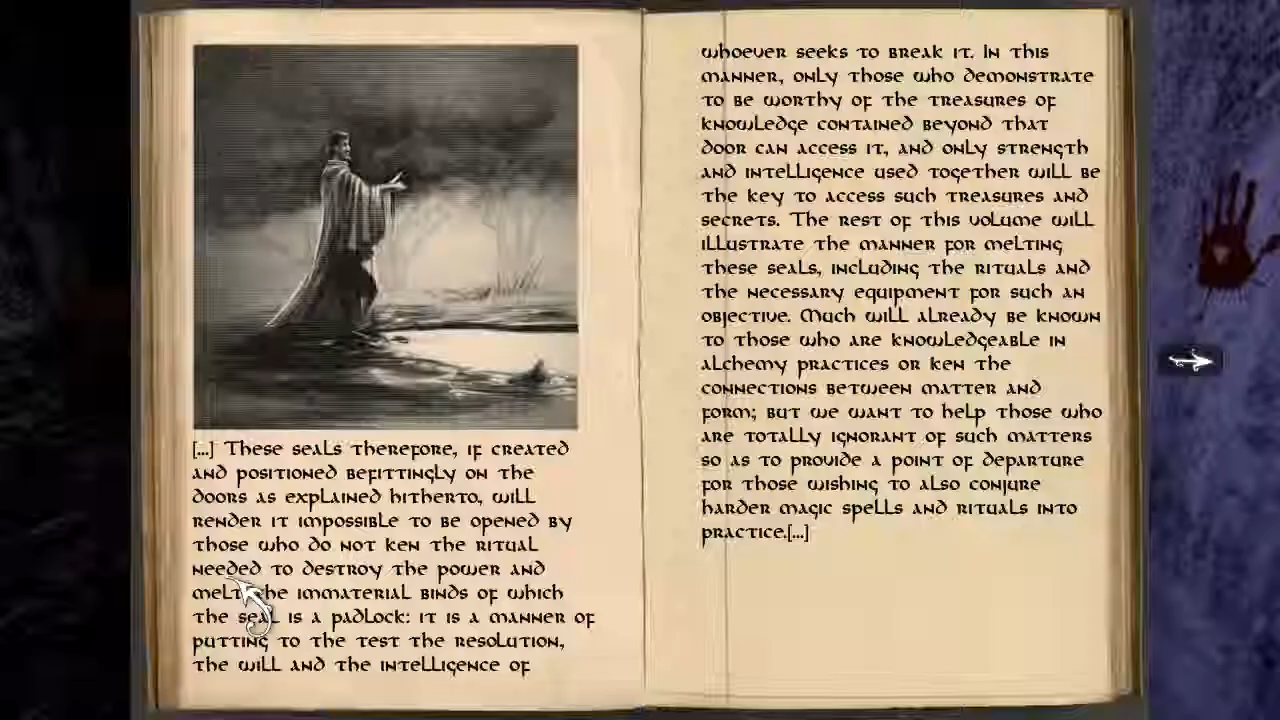 [...] These seals therefore, if created
and positioned befittingly on the
doors as explained hitherto, will
render it impossible to be opened by
those who do not ken the ritual
needed to destroy the power and
melt the immaterial binds of which
the seal is a padlock: it is a manner of
putting to the test the resolution,
the will and the intelligence of
whoever seeks to break it. In this
manner, only those who demonstrate
to be worthy of the treasures of
knowledge contained beyond that
door can access it, and only strength
and intelligence used together will be
the key to access such treasures and
secrets. The rest of this volume will
illustrate the manner for melting
these seals, including the rituals and
the necessary equipment for such an
objective. Much will already be known
to those who are knowledgeable in
alchemy practices or ken the
connections between matter and
form; but we want to help those who
are totally ignorant of such matters
so as to provide a point of departure
for those wishing to also conjure
harder magic spells and rituals into
practice.[...]